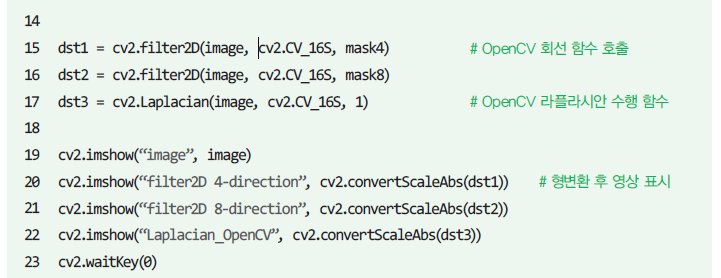 14
15 dst1 = cv2.filter2D(image, cv2.CV_16S, mask4) # OpenCV 회선 함수 호출
16 dst2 = cv2.filter2D(image, cv2.CV_16S, mask8)
17 dst3 = cv2.Laplacian(image, cv2.CV_16S, 1) # OpenCV 라플라시안 수행 함수
18
19 cv2.imshow(“image”, image)
20 cv2.imshow(“filter2D 4-direction”, cv2.convertScaleAbs(dst1)) # 형변환 후 영상 표시
21 cv2.imshow(“filter2D 8-direction”, cv2.convertScaleAbs(dst2))
22 cv2.imshow(“Laplacian_OpenCV”, cv2.convertScaleAbs(dst3))
23 cv2.waitKey(0)